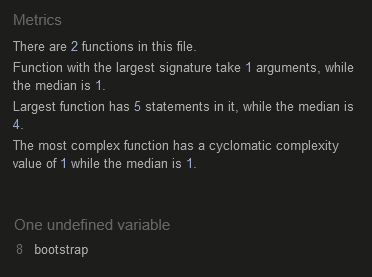 Metrics
There are 2 functions in this file.
Function with the largest signature take 1 arguments, while
the median is 1.
Largest function has 5 statements in it, while the median is
4.
The most complex function has a cyclomatic complexity
value of 1 while the median is 1.
One undefined variable
8 bootstrap